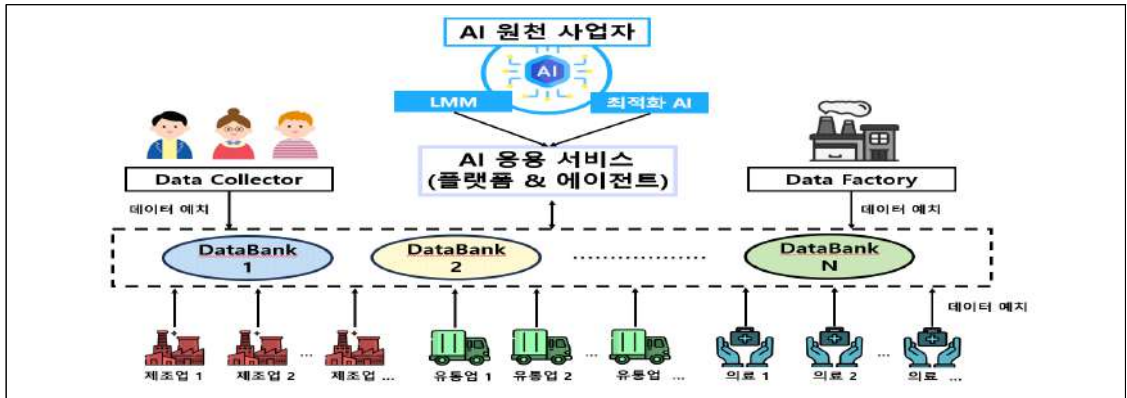 AI 원천 사업자
AI
LMM
최적화 AI
AI 응용 서비스
(플랫폼 & 에이전트)
Data Collector
Data Factory
데이터 예치
데이터 예치
DataBank
1
DataBank
2
DataBank
N
데이터 예치
제조업 1
제조업 2
...
제조업 ...
유통업 1
유통업 2
...
유통업 ...
의료 1
의료 2
...
의료 ...